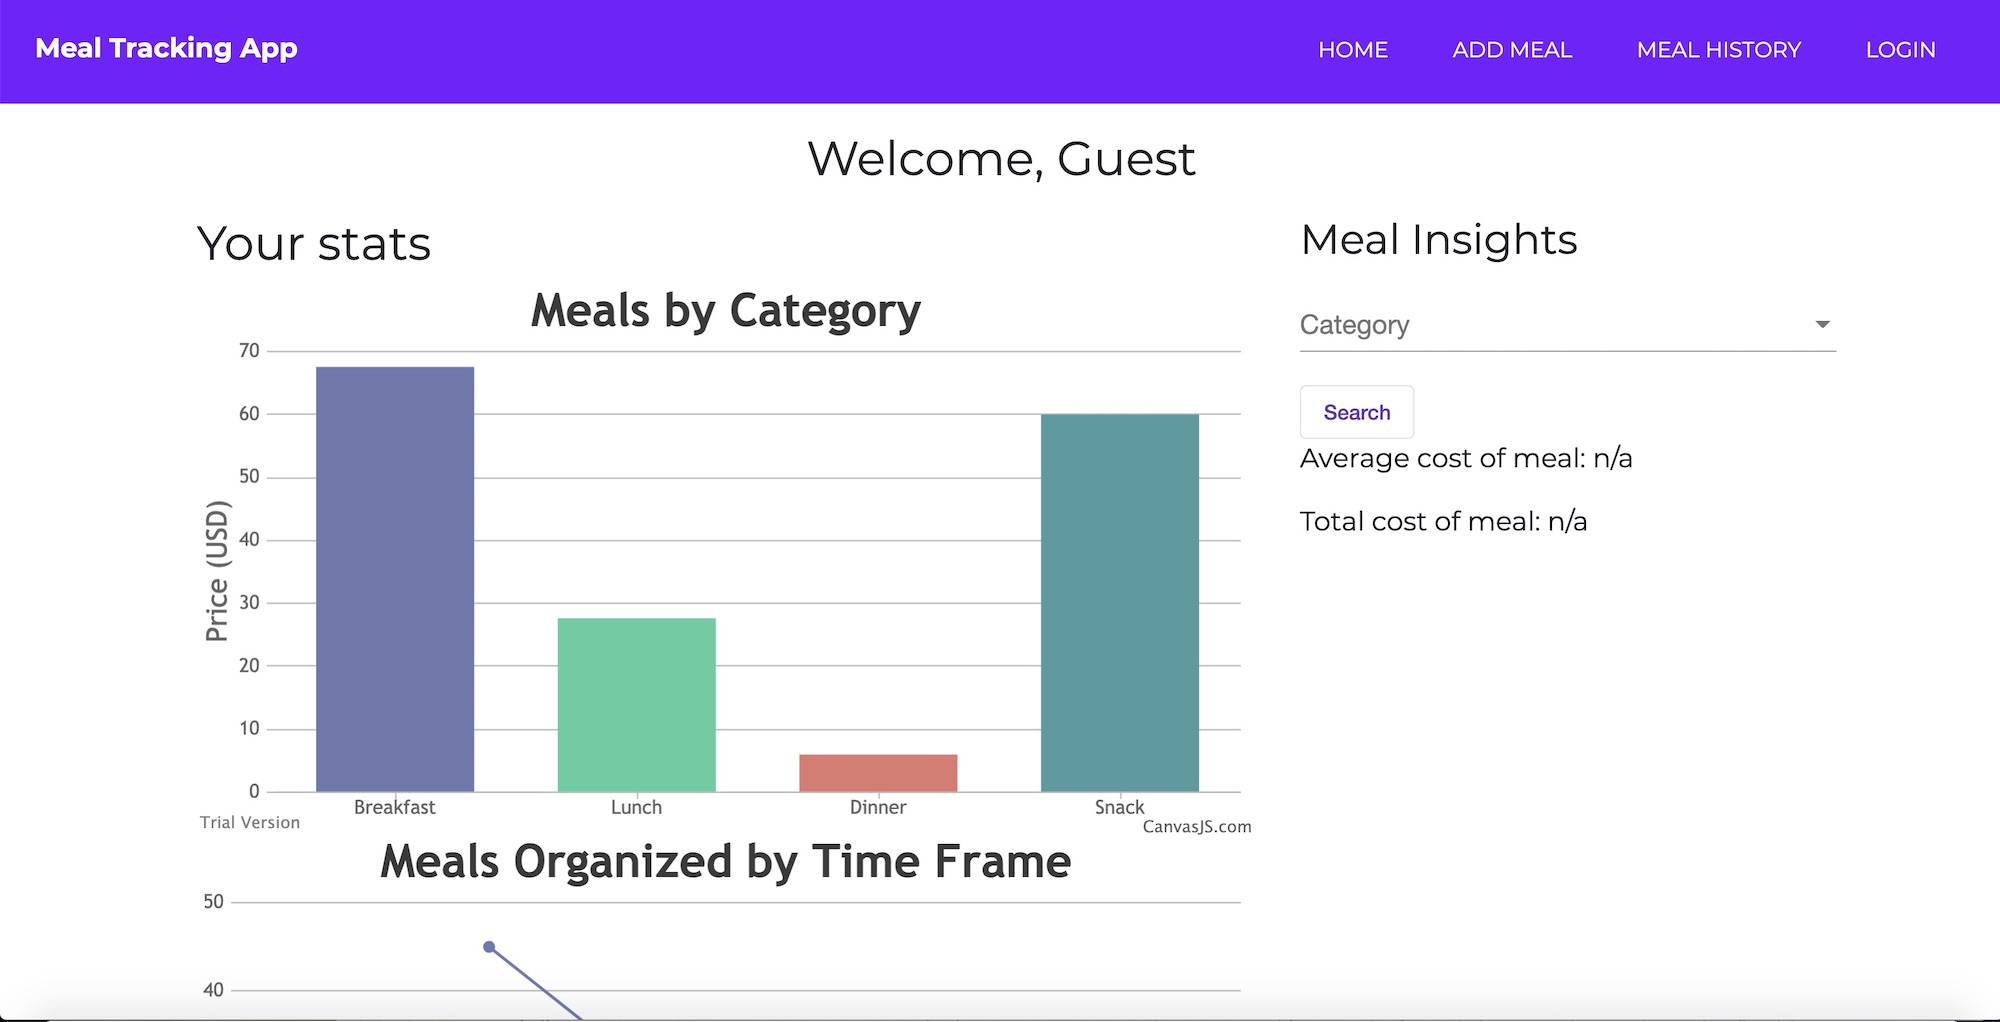 Meal Tracking App
HOME
ADD MEAL
MEAL HISTORY
LOGIN
Welcome, Guest
Your stats
Meals by Category
70
60
50
40
30
20
10
0
Price (USD)
Breakfast
Lunch
Dinner
Snack
Trial Version
CanvasJS.com
Meals Organized by Time Frame
50
40
Meal Insights
Category
Search
Average cost of meal: n/a
Total cost of meal: n/a